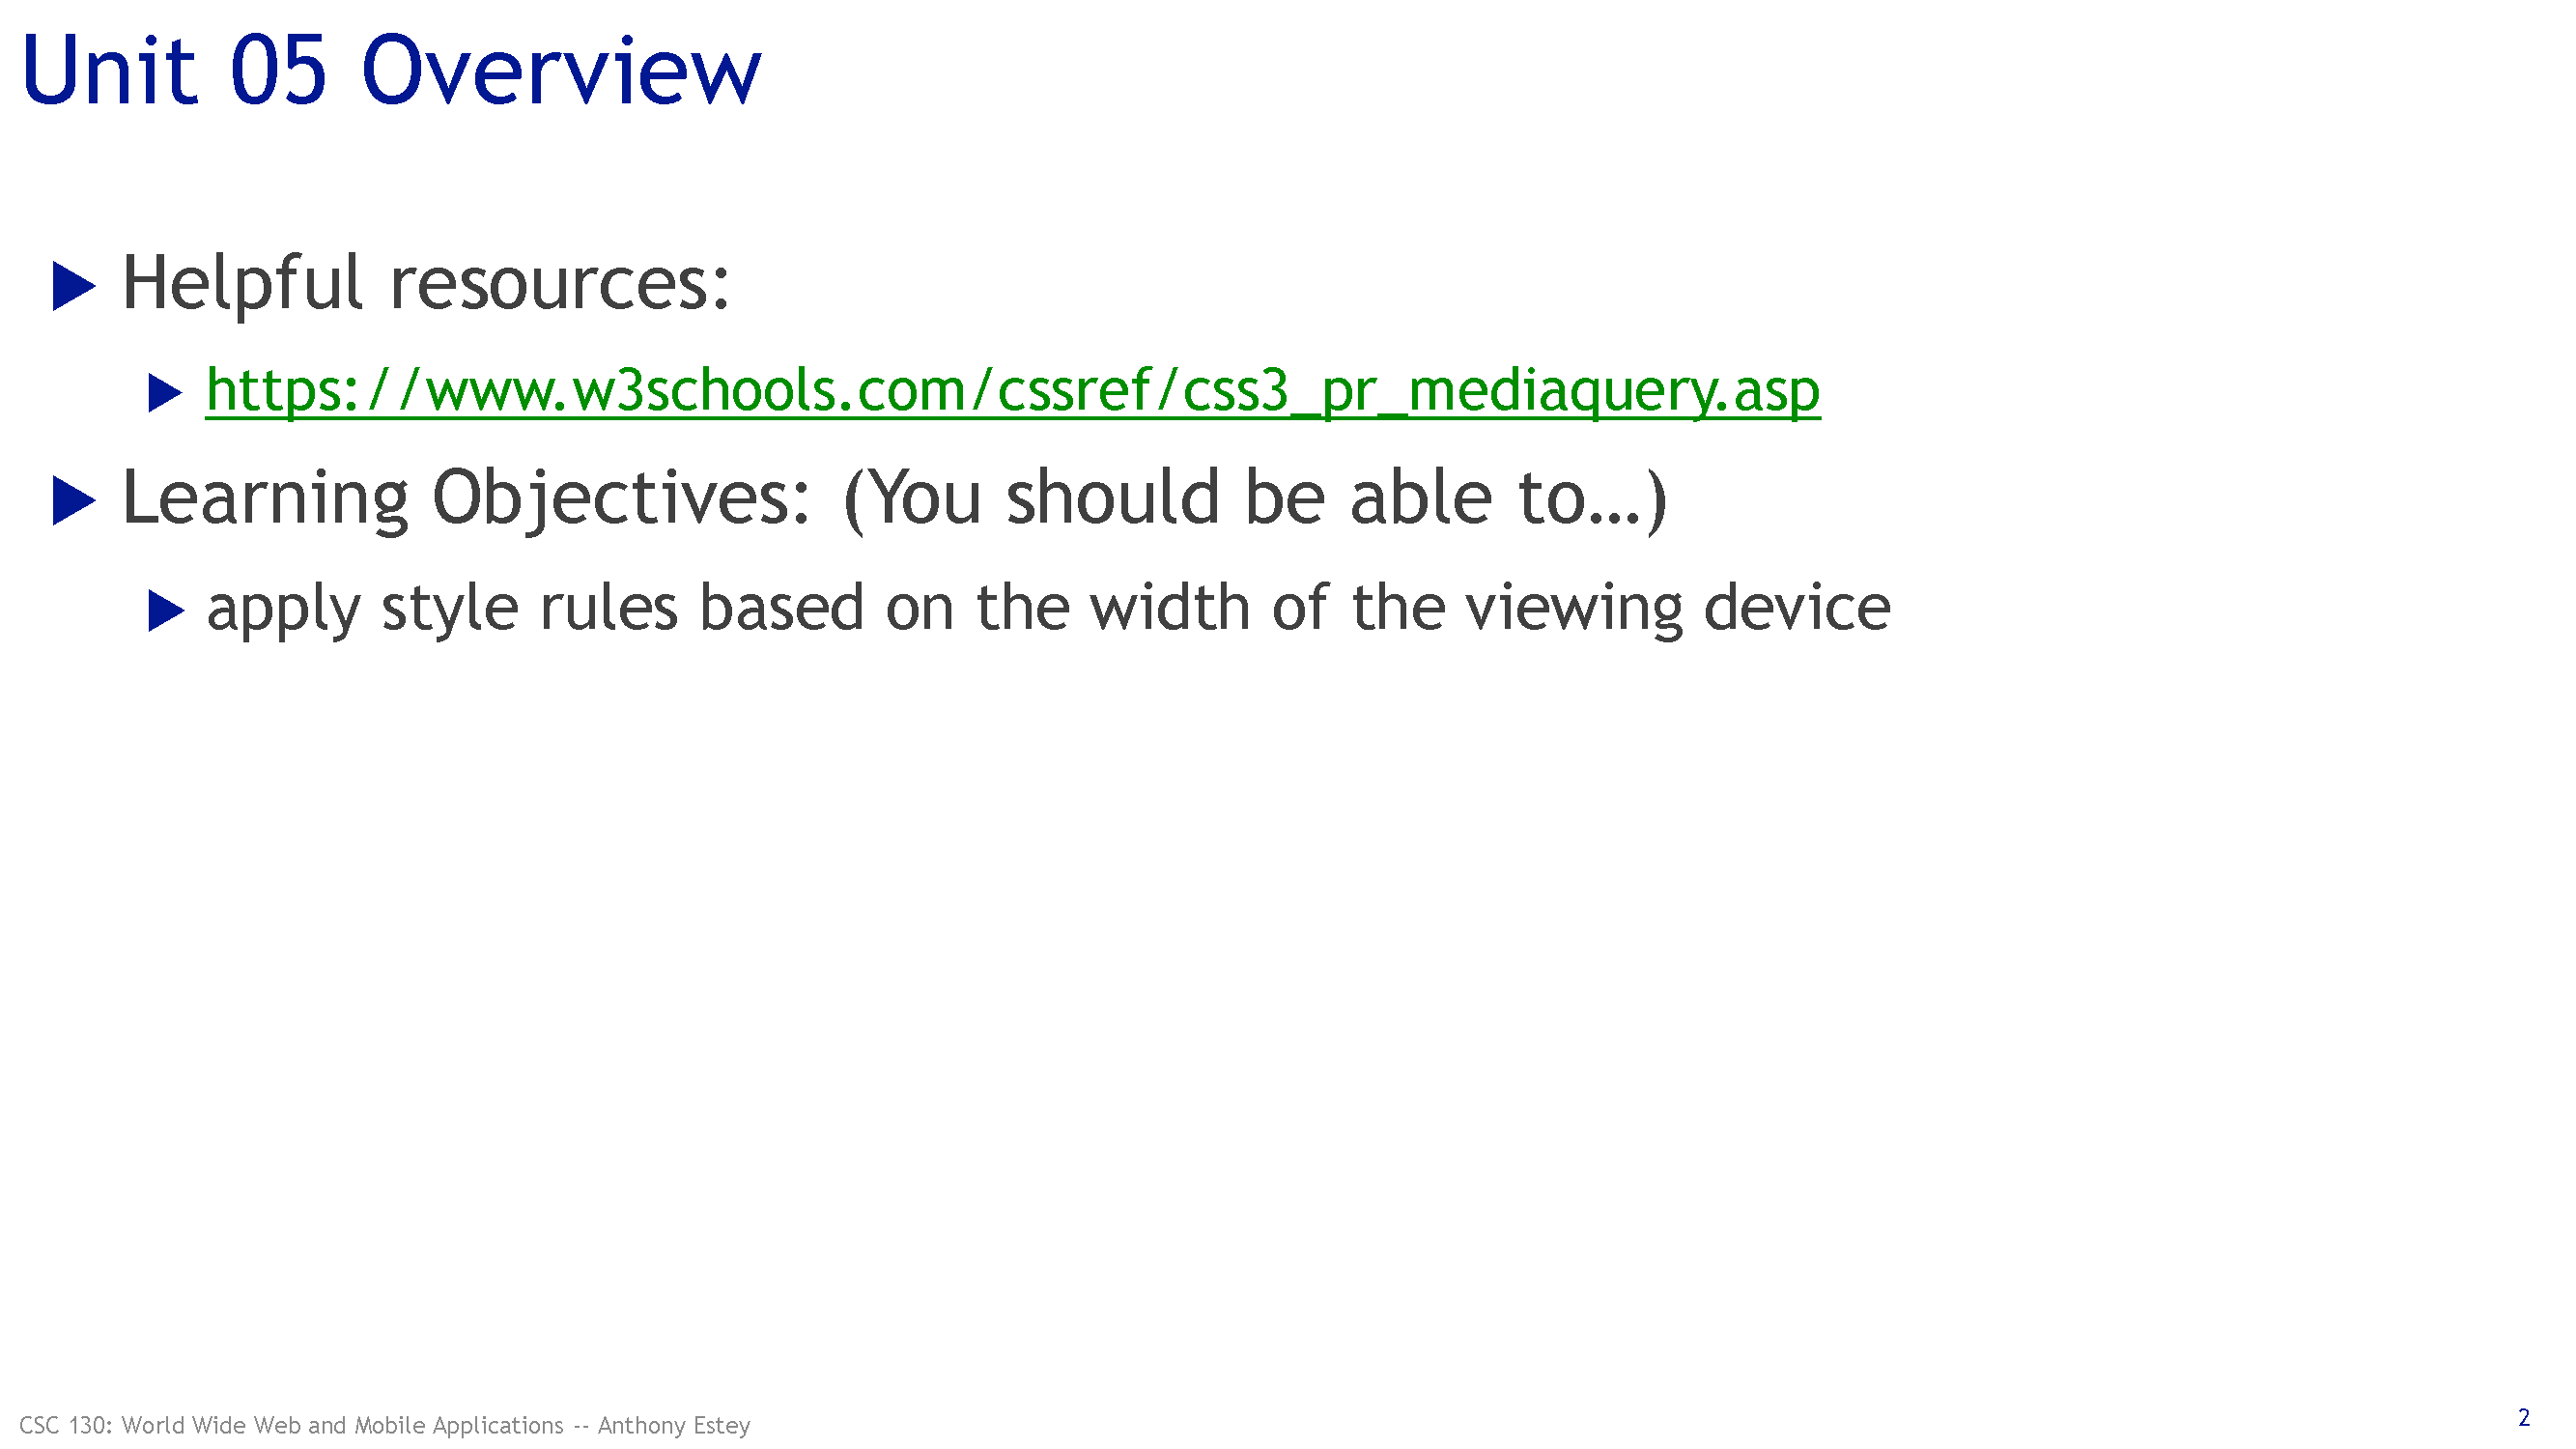 Unit 05 Overview
Helpful resources:
https://www.w3schools.com/cssref/css3_pr_mediaquery.asp
Learning Objectives: (You should be able to…)
apply style rules based on the width of the viewing device
CSC 130: World Wide Web and Mobile Applications -- Anthony Estey
2